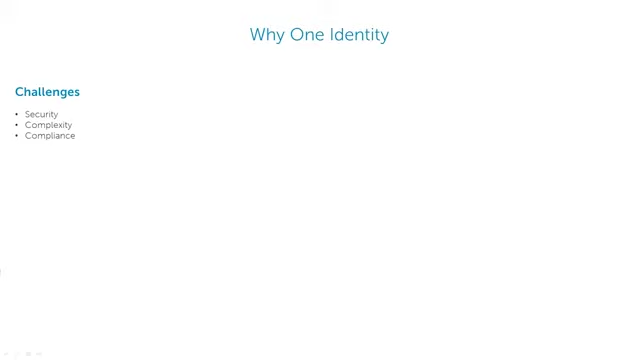 Why One Identity
Challenges
• Security
• Complexity
• Compliance